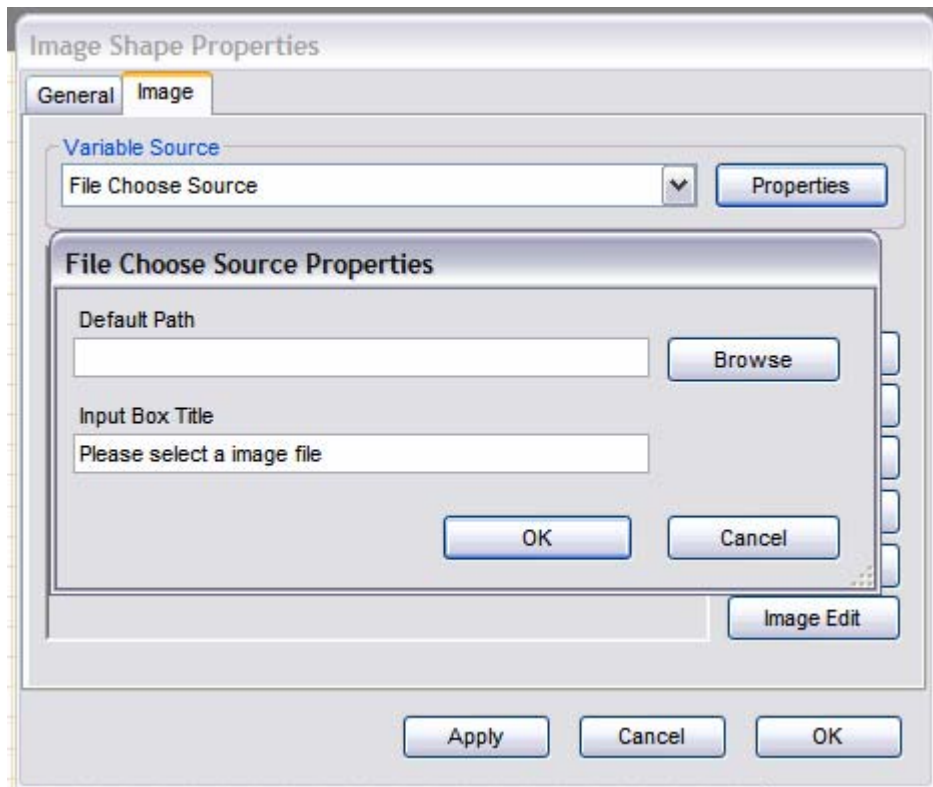 Image Shape Properties
General Image
Variable Source
File Choose Source Properties
File Choose Source Properties
Default Path
Browse
Input Box Title
Please select a image file
OK Cancel
Image Edit
Apply Cancel OK